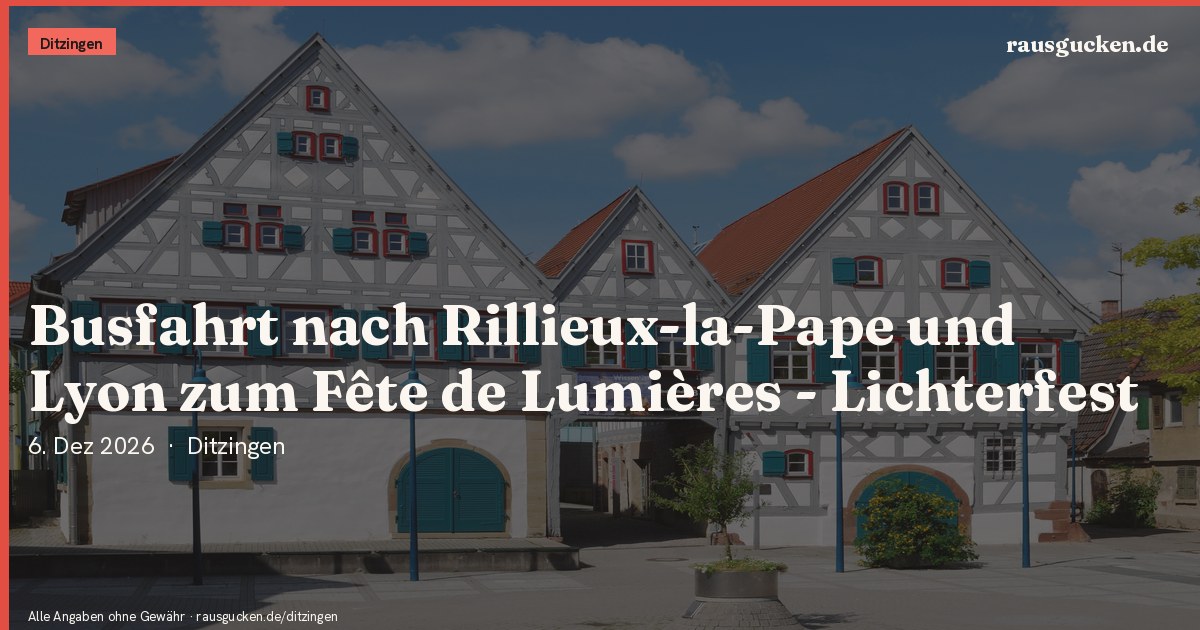 Ditzingen
rausgucken.de
Busfahrt nach Rillieux-la-Pape und
Lyon zum Fête de Lumières - Lichterfest
6. Dez 2026 · Ditzingen
Alle Angaben ohne Gewähr · rausgucken.de/ditzingen